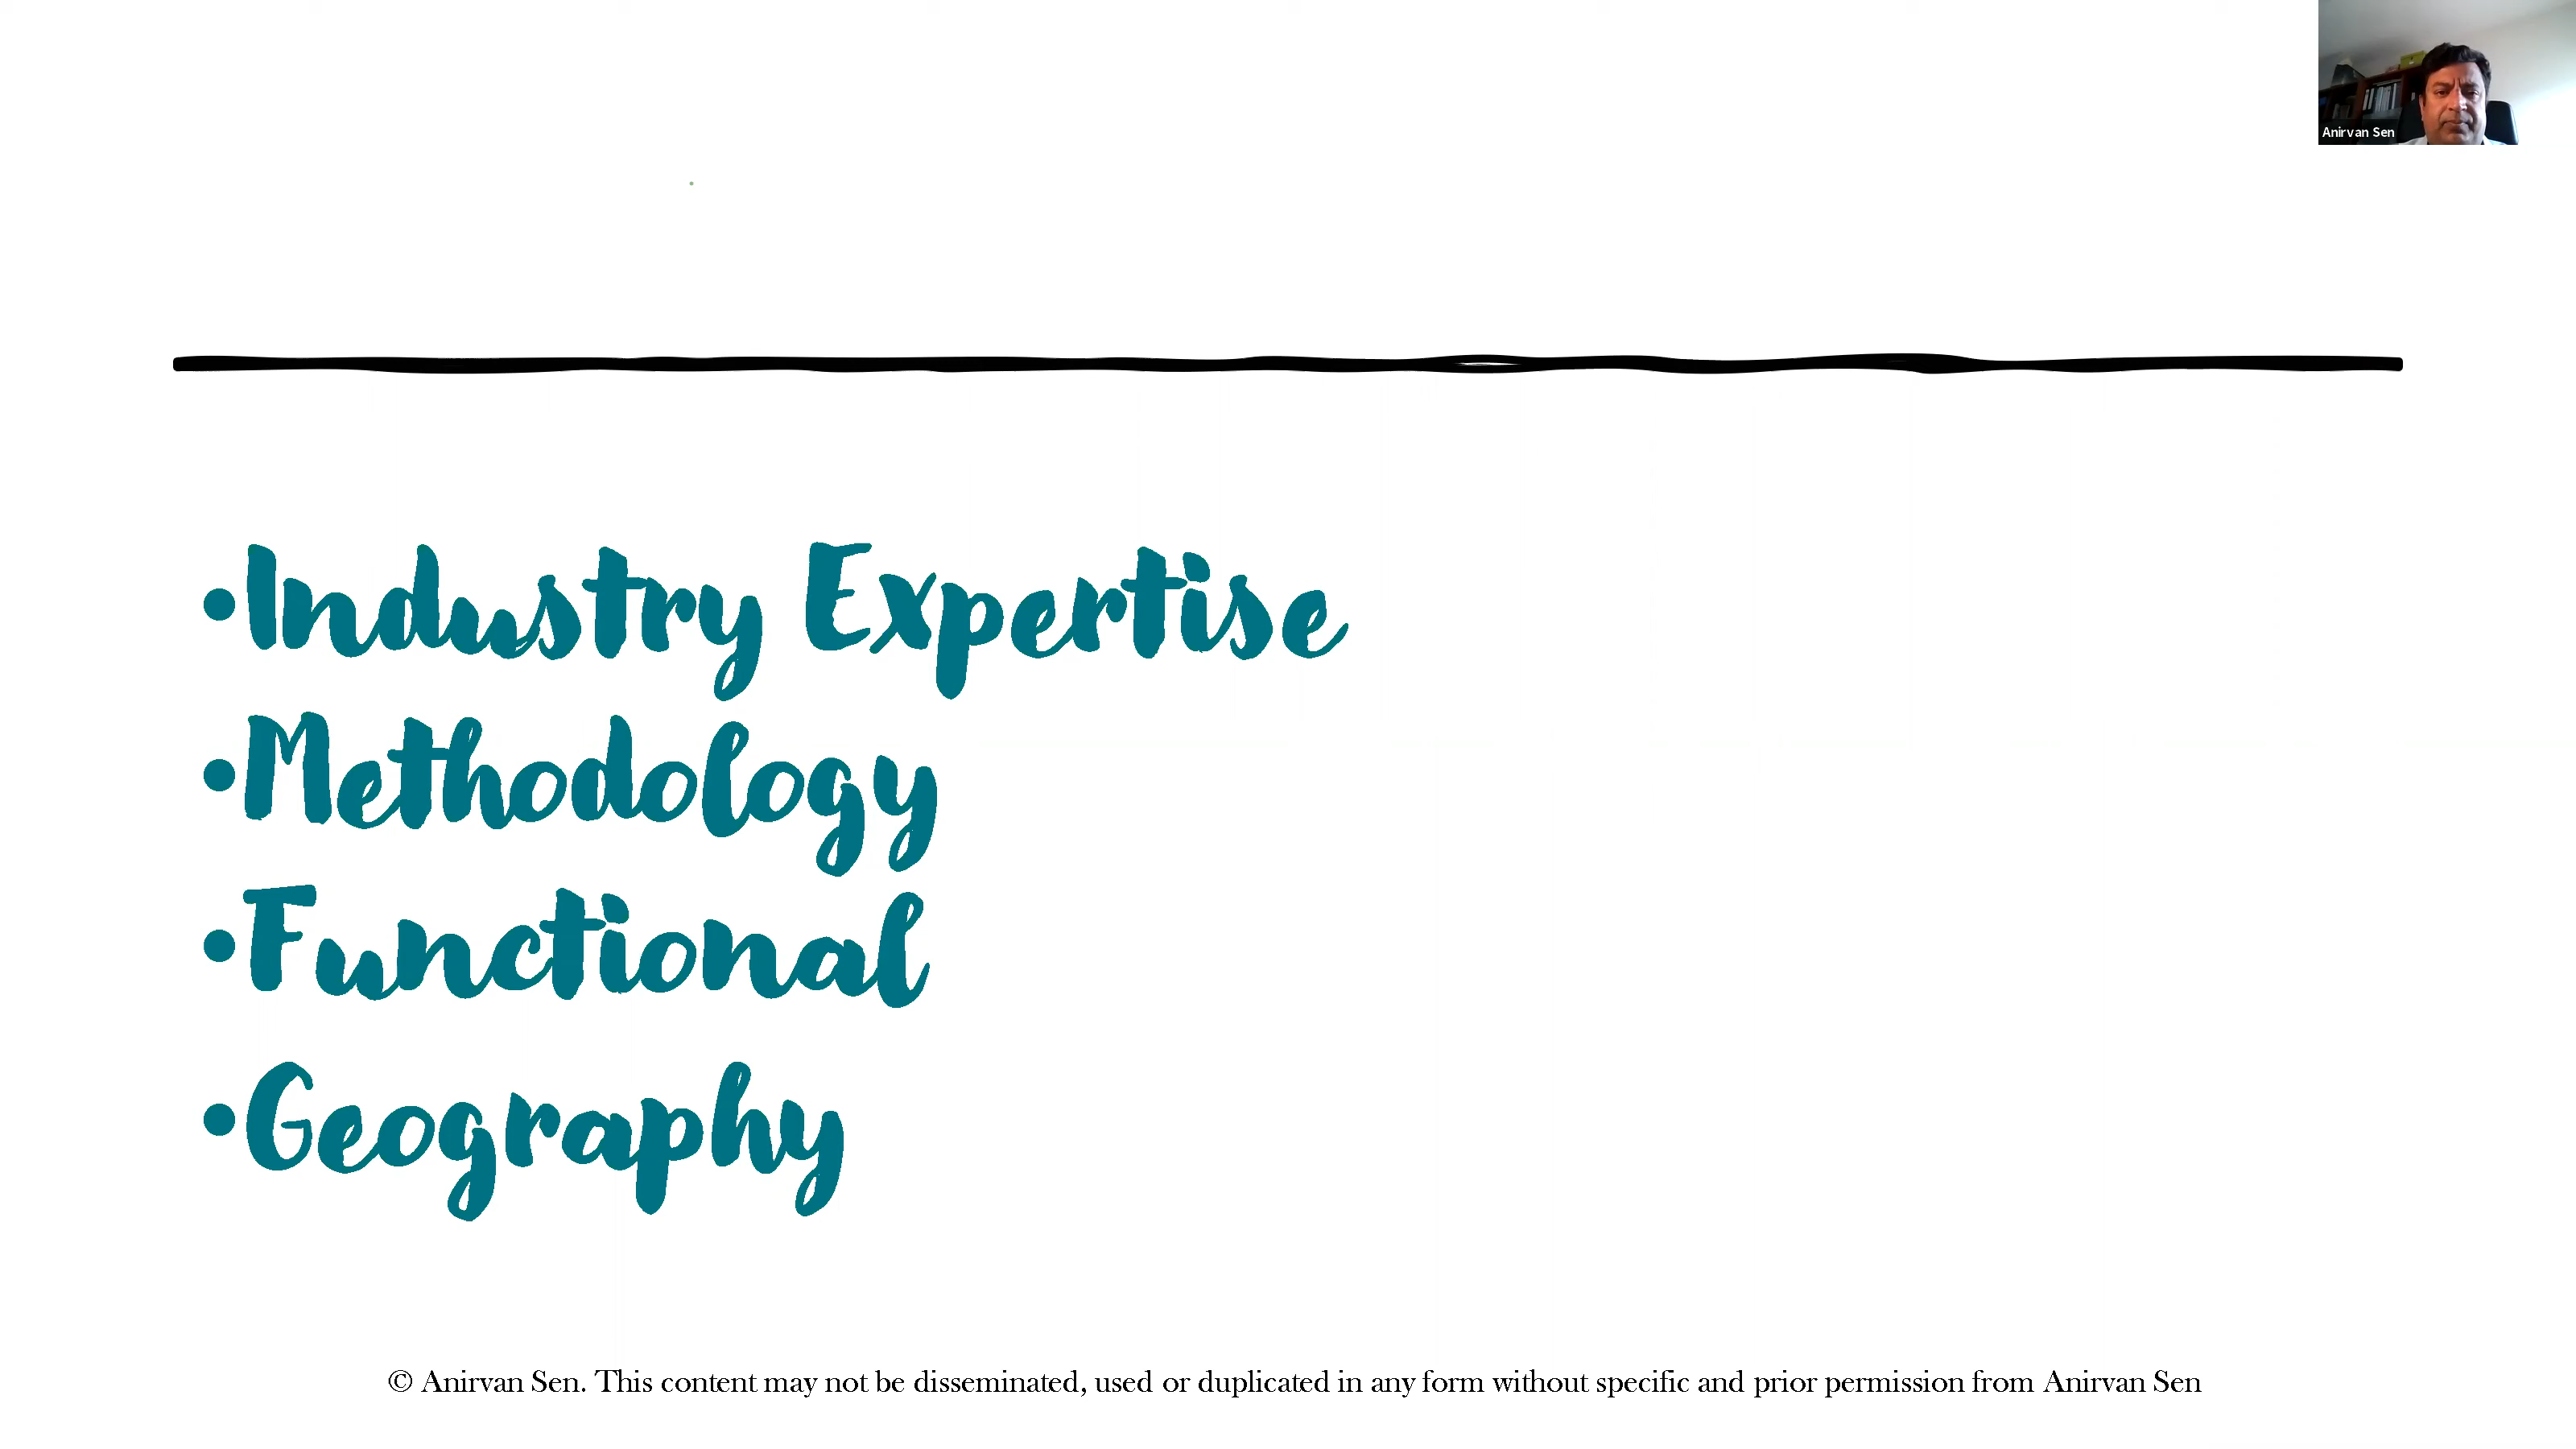 Anirvan Sen
•Industry Expertise
•Methodology
•Functional
•Geography
© Anirvan Sen. This content may not be disseminated, used or duplicated in any form without specific and prior permission from Anirvan Sen